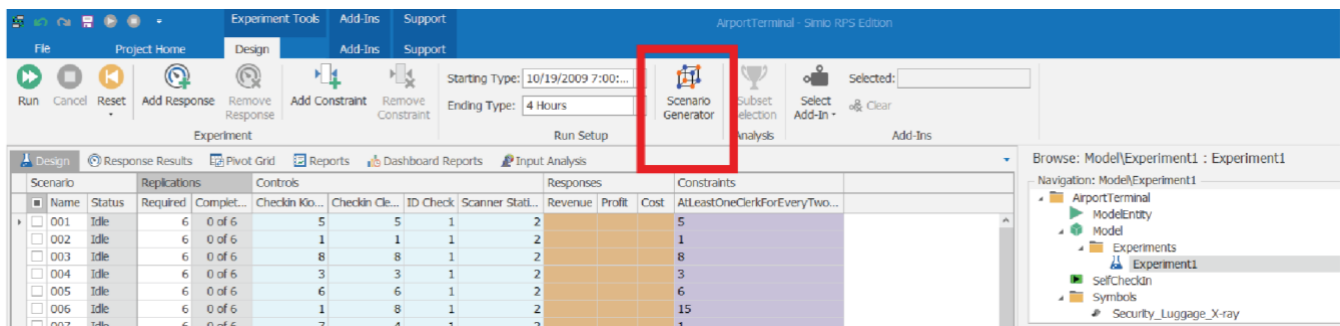 Experiment Tools Add-Ins Support AirportTerminal - Simio RPS Edition
File Project Home Design Add-Ins Support
Run Cancel Reset Add Response Remove Response Add Constraint Remove Constraint Starting Type: 10/19/2009 7:00:... Ending Type: 4 Hours Scenario Generator Subset Selection Select Add-In Selected: Clear
Experiment Run Setup Analysis Add-Ins
Design Response Results Pivot Grid Reports Dashboard Reports Input Analysis Browse: Model\Experiment1 : Experiment1
Scenario Replications Controls Responses Constraints Navigation: Model\Experiment1
Name Status Required Complet... Checkin Kio... Checkin Cle... ID Check Scanner Stati... Revenue Profit Cost AtLeastOneClerkForEveryTwo... AirportTerminal
001 Idle 6 0 of 6 5 5 1 2 5 ModelEntity
002 Idle 6 0 of 6 1 1 1 2 1 Model
003 Idle 6 0 of 6 8 8 1 2 8 Experiments
004 Idle 6 0 of 6 3 3 1 2 3 Experiment1
005 Idle 6 0 of 6 6 6 1 2 6 SelfCheckIn
006 Idle 6 0 of 6 1 8 1 2 15 Symbols
Security_Luggage_X-ray